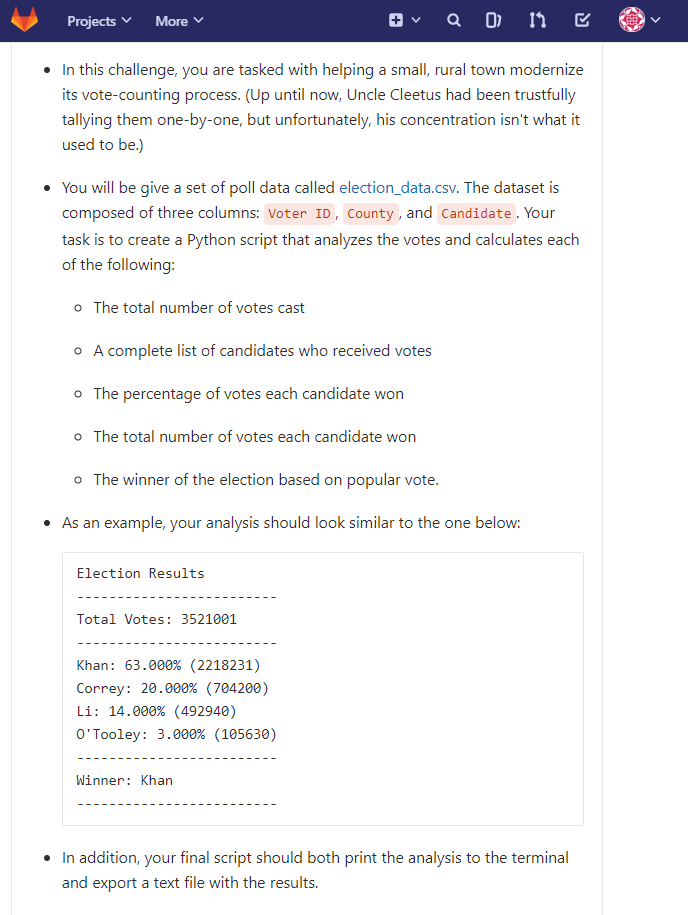 Projects More
In this challenge, you are tasked with helping a small, rural town modernize
its vote-counting process. (Up until now, Uncle Cleetus had been trustfully
tallying them one-by-one, but unfortunately, his concentration isn't what it
used to be.)
You will be give a set of poll data called election_data.csv. The dataset is
composed of three columns: Voter ID, County, and Candidate. Your
task is to create a Python script that analyzes the votes and calculates each
of the following:
The total number of votes cast
A complete list of candidates who received votes
The percentage of votes each candidate won
The total number of votes each candidate won
The winner of the election based on popular vote.
As an example, your analysis should look similar to the one below:
Election Results
-------------------------
Total Votes: 3521001
-------------------------
Khan: 63.000% (2218231)
Correy: 20.000% (704200)
Li: 14.000% (492940)
O'Tooley: 3.000% (105630)
-------------------------
Winner: Khan
-------------------------
In addition, your final script should both print the analysis to the terminal
and export a text file with the results.